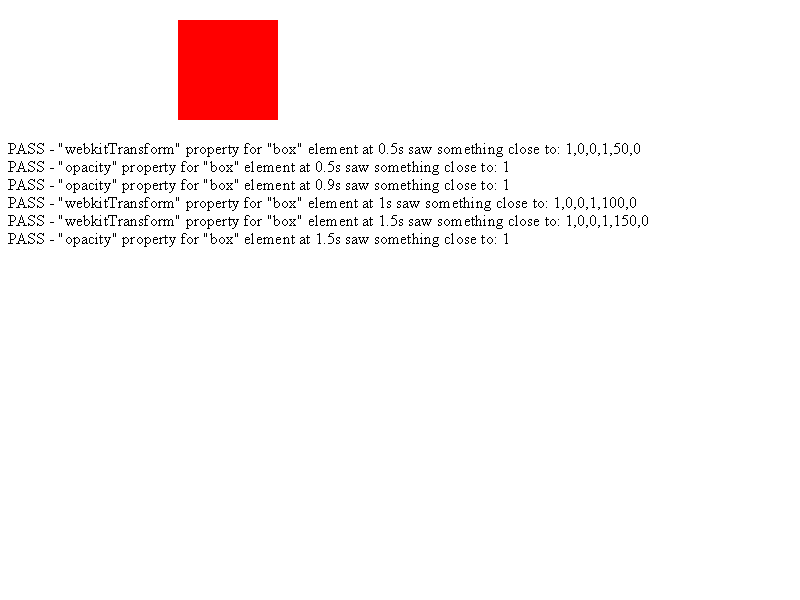 PASS - "webkitTransform" property for "box" element at 0.5s saw something close to: 1,0,0,1,50,0
PASS - "opacity" property for "box" element at 0.5s saw something close to: 1
PASS - "opacity" property for "box" element at 0.9s saw something close to: 1
PASS - "webkitTransform" property for "box" element at 1s saw something close to: 1,0,0,1,100,0
PASS - "webkitTransform" property for "box" element at 1.5s saw something close to: 1,0,0,1,150,0
PASS - "opacity" property for "box" element at 1.5s saw something close to: 1